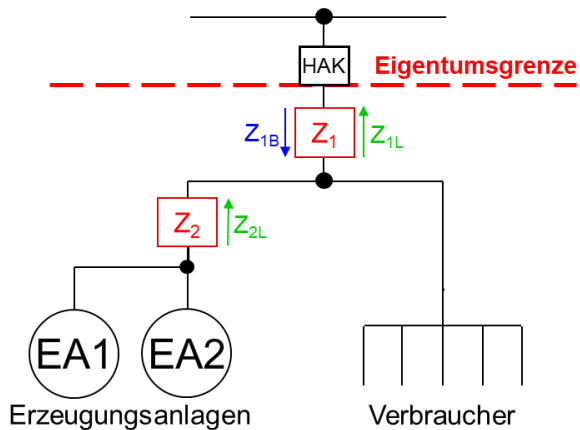 HAK
Eigentumsgrenze
Z1B
Z1
Z1L
Z2
Z2L
EA1
EA2
Erzeugungsanlagen
Verbraucher